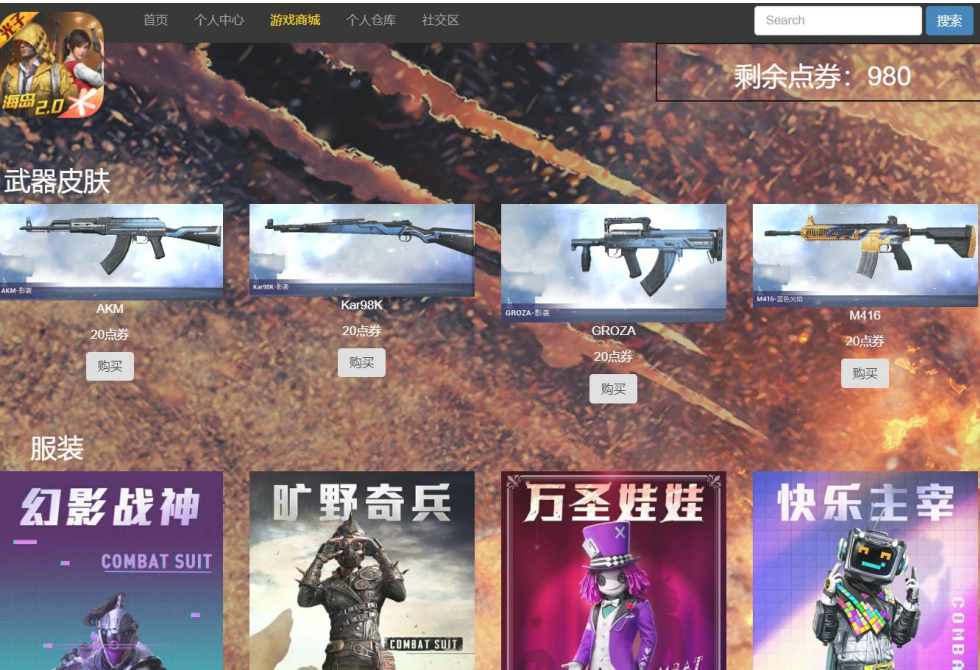 首页 个人中心 游戏商城 个人仓库 社交区 Search 搜索
光子
海岛2.0
剩余点券：980
武器皮肤
AKM-影袭 Kar98K-影袭 GROZA-影袭 M416-蓝色火焰
AKM Kar98K GROZA M416
20点券 20点券 20点券 20点券
购买 购买 购买 购买
服装
幻影战神 旷野奇兵 万圣娃娃 快乐主宰
COMBAT SUIT
COMBAT SUIT